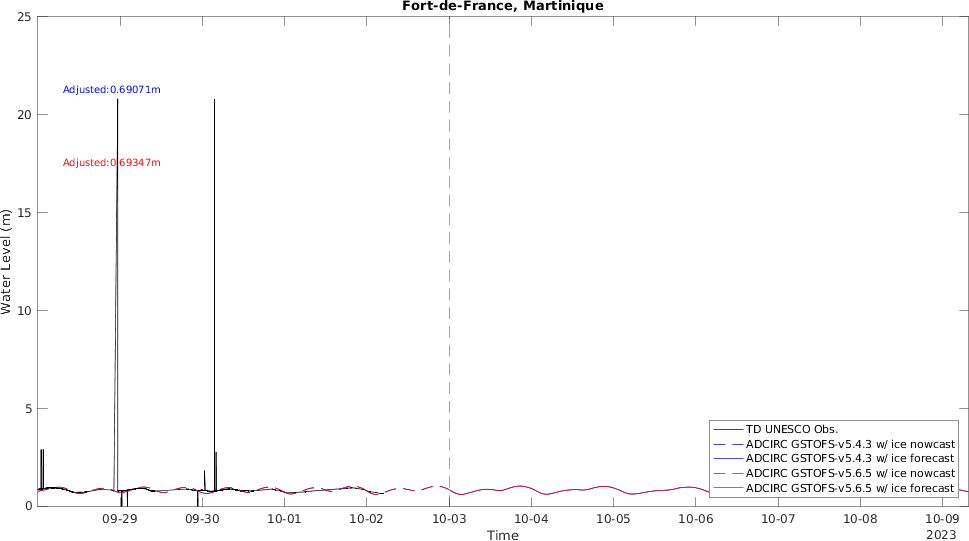 Fort-de-France, Martinique
25
20
15
10
5
0
Water Level (m)
Adjusted:0.69071m
Adjusted:0.69347m
TD UNESCO Obs.
ADCIRC GSTOFS-v5.4.3 w/ ice nowcast
ADCIRC GSTOFS-v5.4.3 w/ ice forecast
ADCIRC GSTOFS-v5.6.5 w/ ice nowcast
ADCIRC GSTOFS-v5.6.5 w/ ice forecast
09-29 09-30 10-01 10-02 10-03 10-04 10-05 10-06 10-07 10-08 10-09
Time
2023